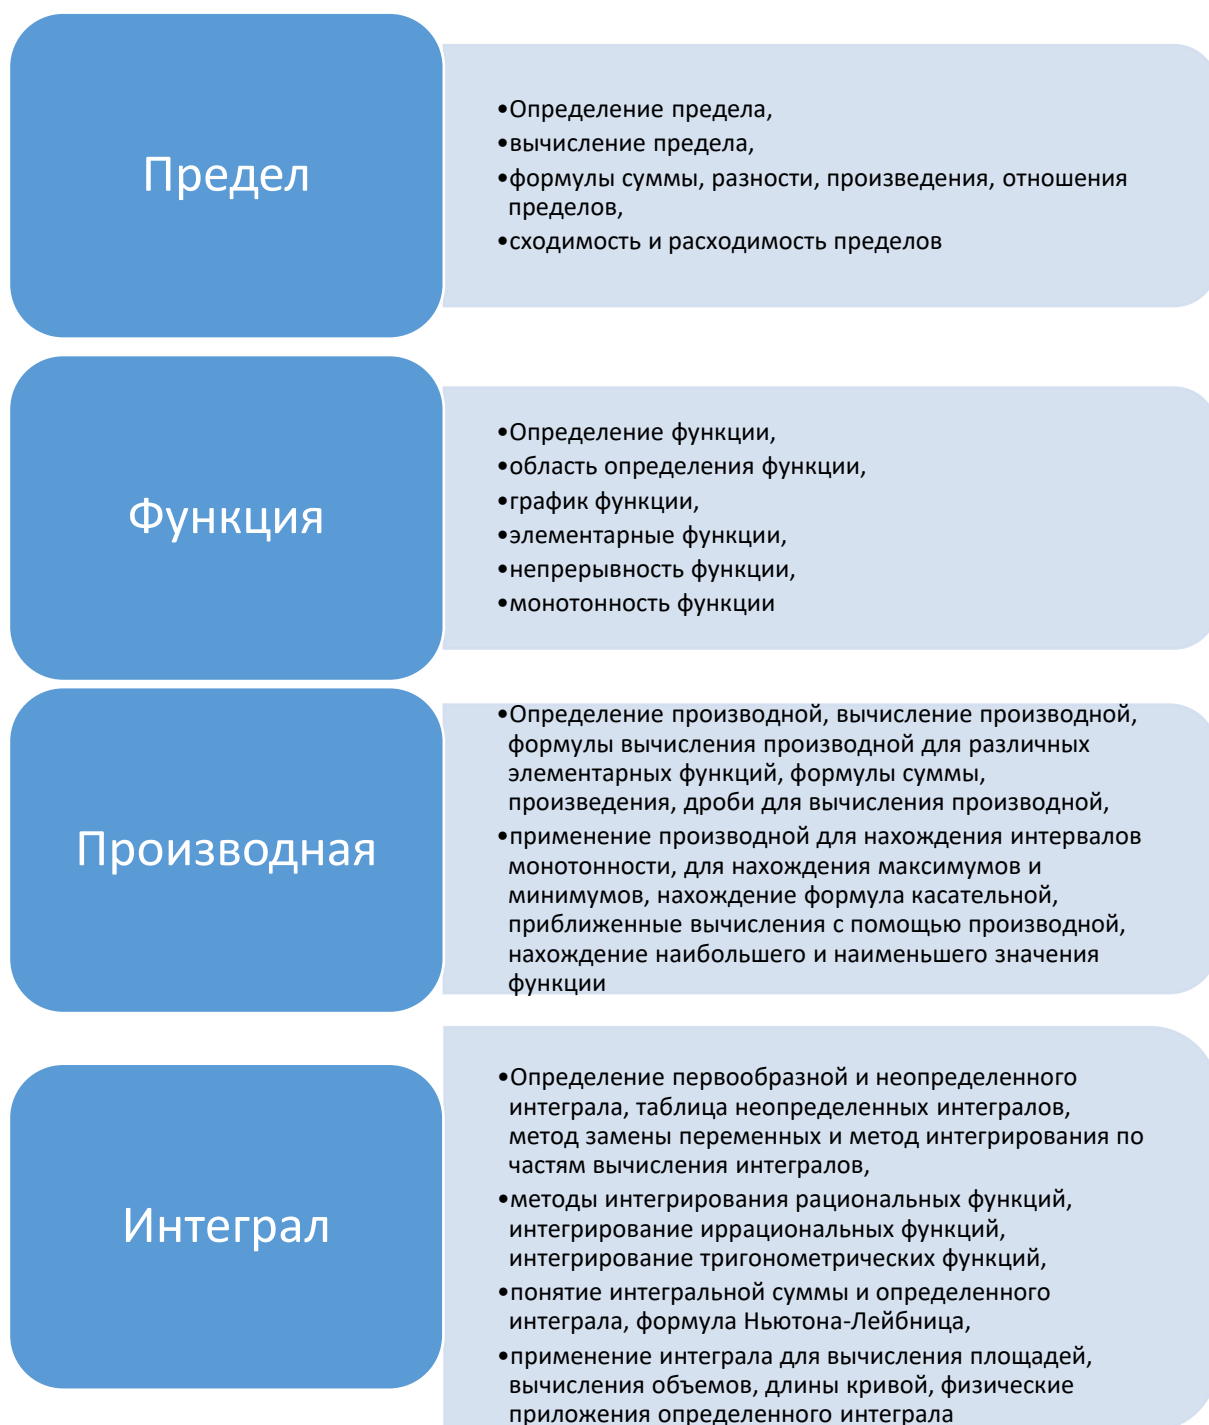 Предел
•Определение предела,
•вычисление предела,
•формулы суммы, разности, произведения, отношения
пределов,
•сходимость и расходимость пределов
Функция
•Определение функции,
•область определения функции,
•график функции,
•элементарные функции,
•непрерывность функции,
•монотонность функции
Производная
•Определение производной, вычисление производной,
формулы вычисления производной для различных
элементарных функций, формулы суммы,
произведения, дроби для вычисления производной,
•применение производной для нахождения интервалов
монотонности, для нахождения максимумов и
минимумов, нахождение формула касательной,
приближенные вычисления с помощью производной,
нахождение наибольшего и наименьшего значения
функции
Интеграл
•Определение первообразной и неопределенного
интеграла, таблица неопределенных интегралов,
метод замены переменных и метод интегрирования по
частям вычисления интегралов,
•методы интегрирования рациональных функций,
интегрирование иррациональных функций,
интегрирование тригонометрических функций,
•понятие интегральной суммы и определенного
интеграла, формула Ньютона-Лейбница,
•применение интеграла для вычисления площадей,
вычисления объемов, длины кривой, физические
приложения определенного интеграла